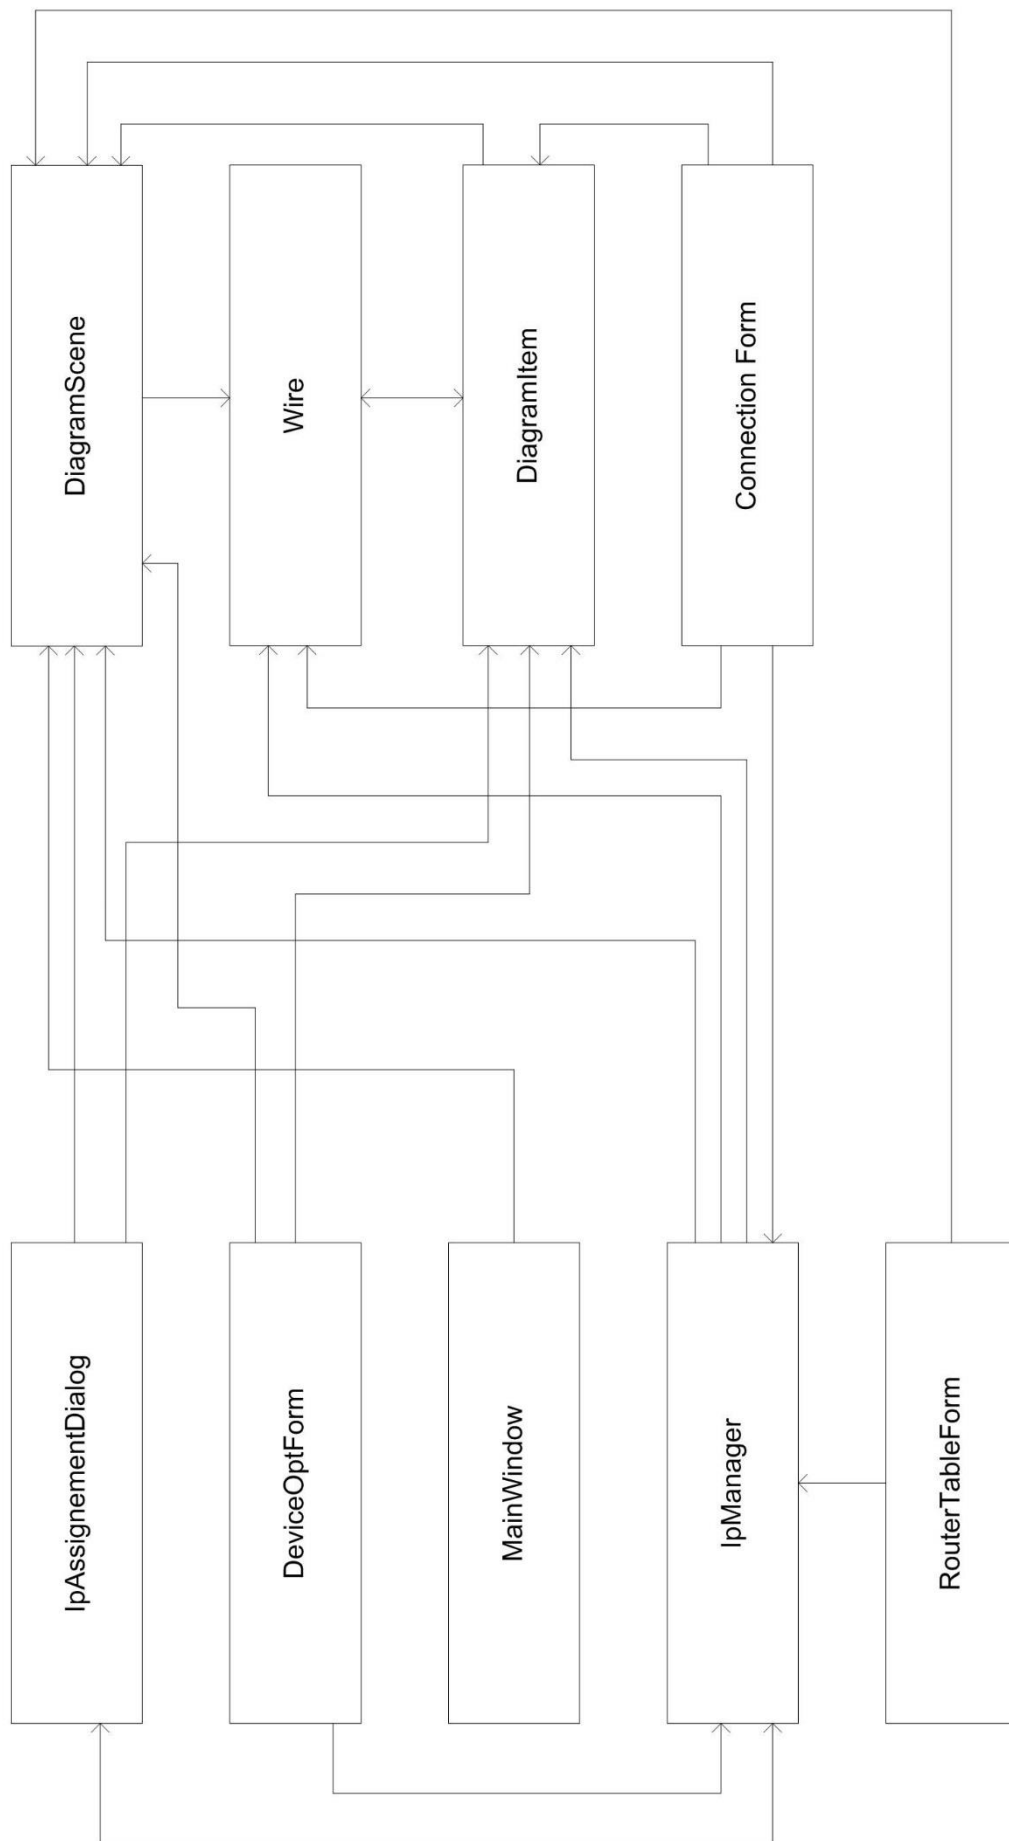 DiagramScene
Wire
DiagramItem
Connection Form
IpAssignementDialog
DeviceOptForm
MainWindow
IpManager
RouterTableForm